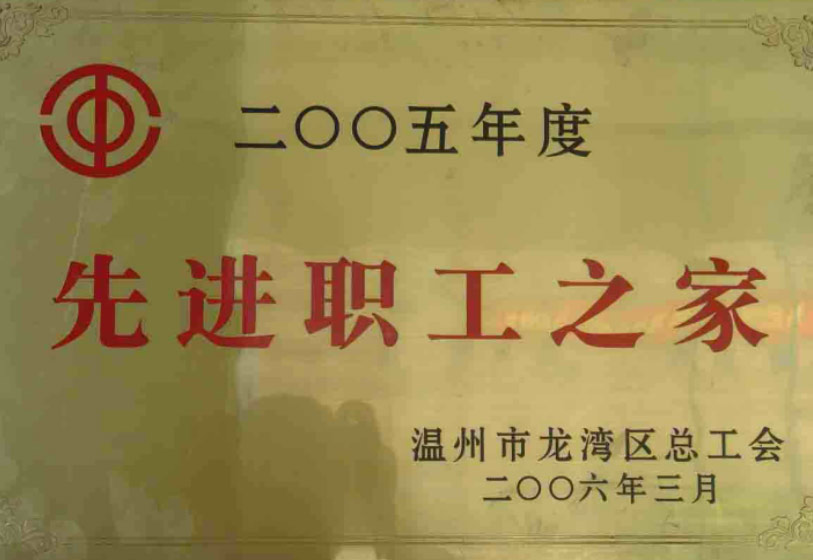 二〇〇五年度
先进职工之家
温州市龙湾区总工会
二〇〇六年三月